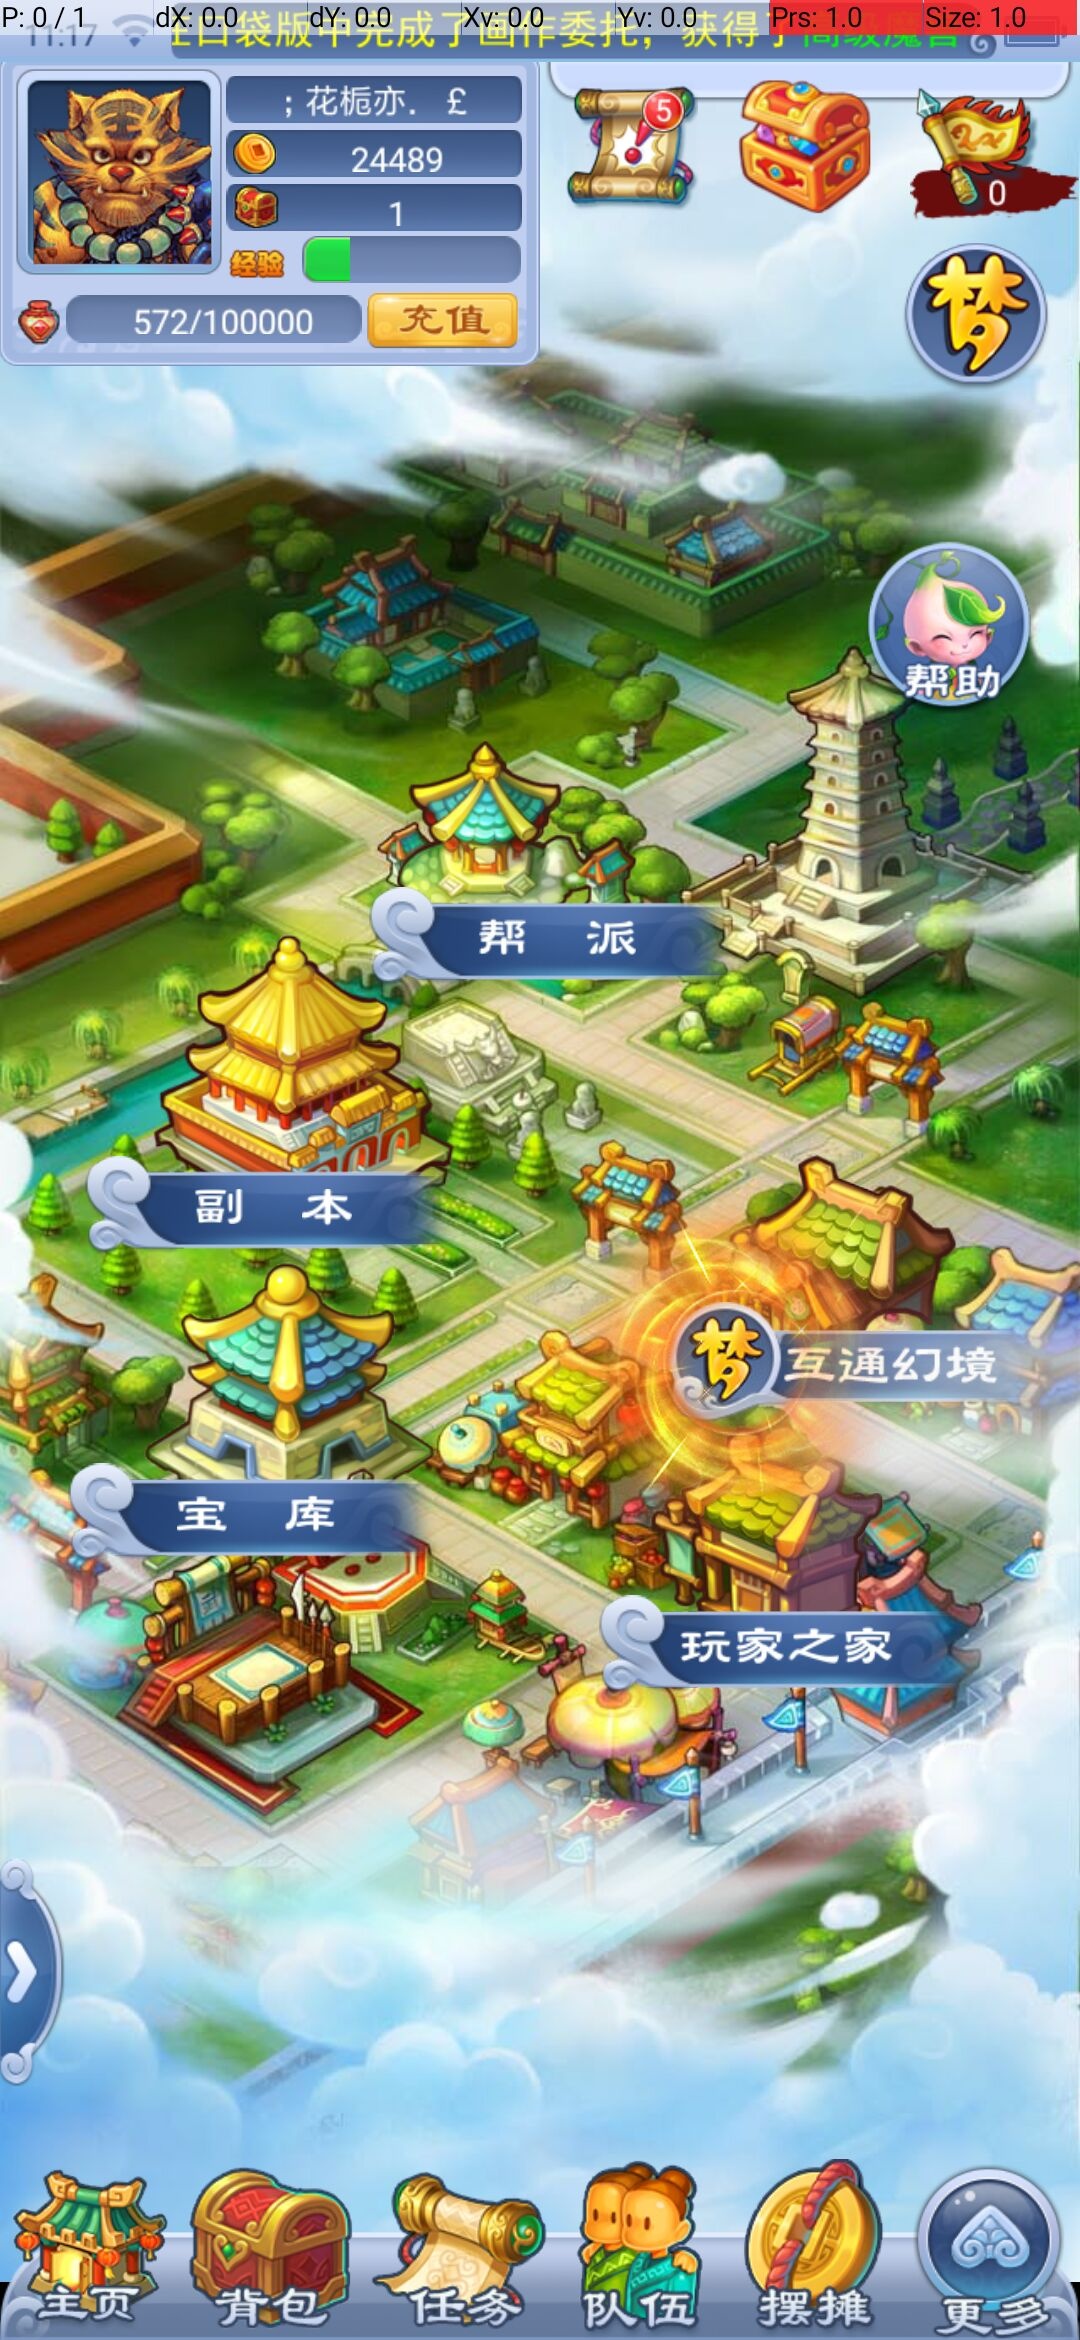 P: 0 / 1 dX: 0.0 dY: 0.0 Xv: 0.0 Yv: 0.0 Prs: 1.0 Size: 1.0
11:17 口袋版中完成了画作委托，获得了高级魔兽
；花栀亦. £
24489
5
0
1
经验
572/100000 充值
梦
帮助
帮 派
副 本
梦 互通幻境
宝 库
玩家之家
主页 背包 任务 队伍 摆摊 更多